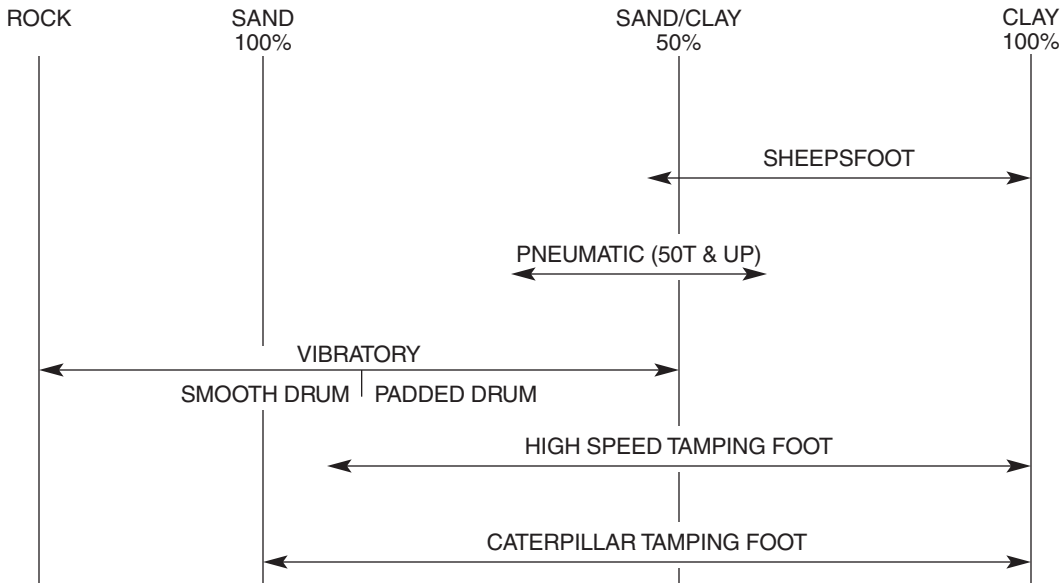 ROCK SAND SAND/CLAY CLAY
100% 50% 100%
SHEEPSFOOT
PNEUMATIC (50T & UP)
VIBRATORY
SMOOTH DRUM PADDED DRUM
HIGH SPEED TAMPING FOOT
CATERPILLAR TAMPING FOOT